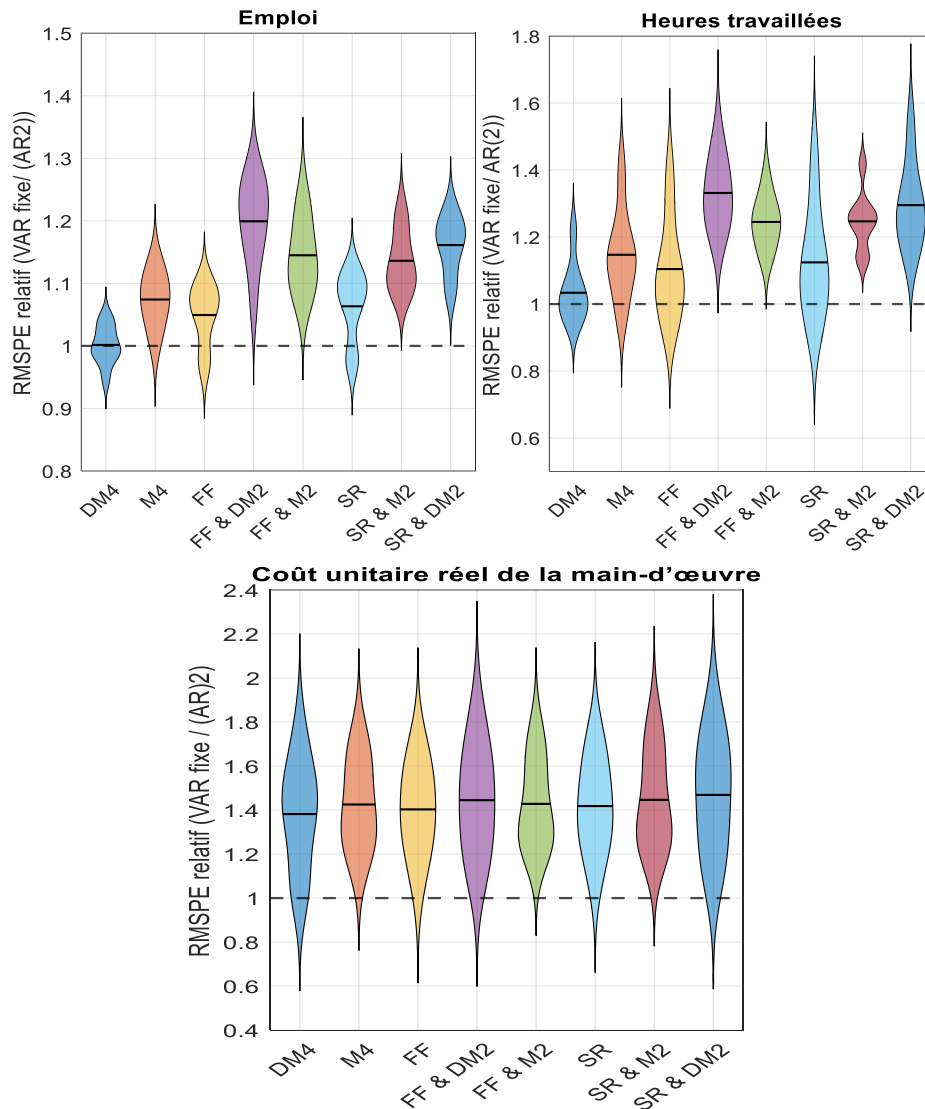 Emploi
RMSPE relatif (VAR fixe/ (AR2))
1.5
1.4
1.3
1.2
1.1
1
0.9
0.8
DM4
M4
FF
FF & DM2
FF & M2
SR
SR & M2
SR & DM2
Heures travaillées
RMSPE relatif (VAR fixe/ AR(2))
1.8
1.6
1.4
1.2
1
0.8
0.6
DM4
M4
FF
FF & DM2
FF & M2
SR
SR & M2
SR & DM2
Coût unitaire réel de la main-d’œuvre
RMSPE relatif (VAR fixe / (AR)2)
2.4
2.2
2
1.8
1.6
1.4
1.2
1
0.8
0.6
0.4
DM4
M4
FF
FF & DM2
FF & M2
SR
SR & M2
SR & DM2